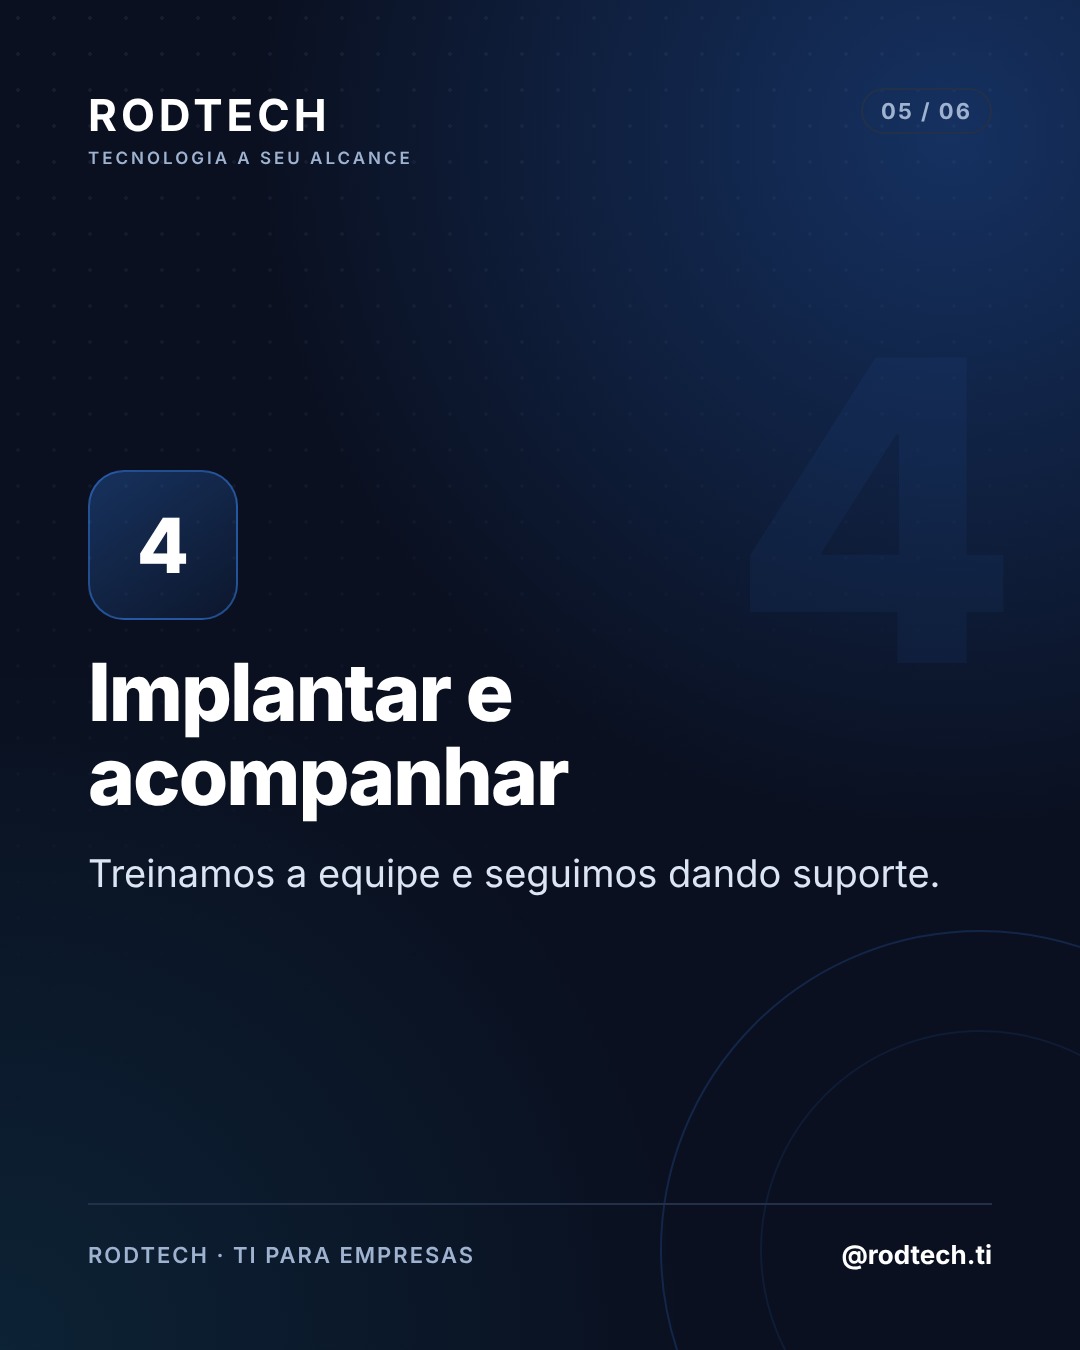 RODTECH
TECNOLOGIA A SEU ALCANCE
05 / 06
4
4
Implantar e
acompanhar
Treinamos a equipe e seguimos dando suporte.
RODTECH · TI PARA EMPRESAS
@rodtech.ti